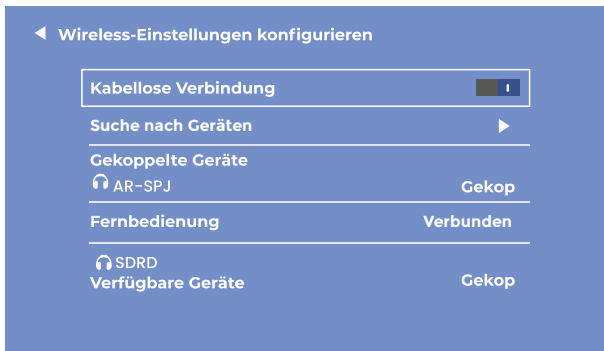 Wireless-Einstellungen konfigurieren
Kabellose Verbindung
Suche nach Geräten
Gekoppelte Geräte
AR-SPJ Gekop
Fernbedienung Verbunden
SDRD
Verfügbare Geräte Gekop